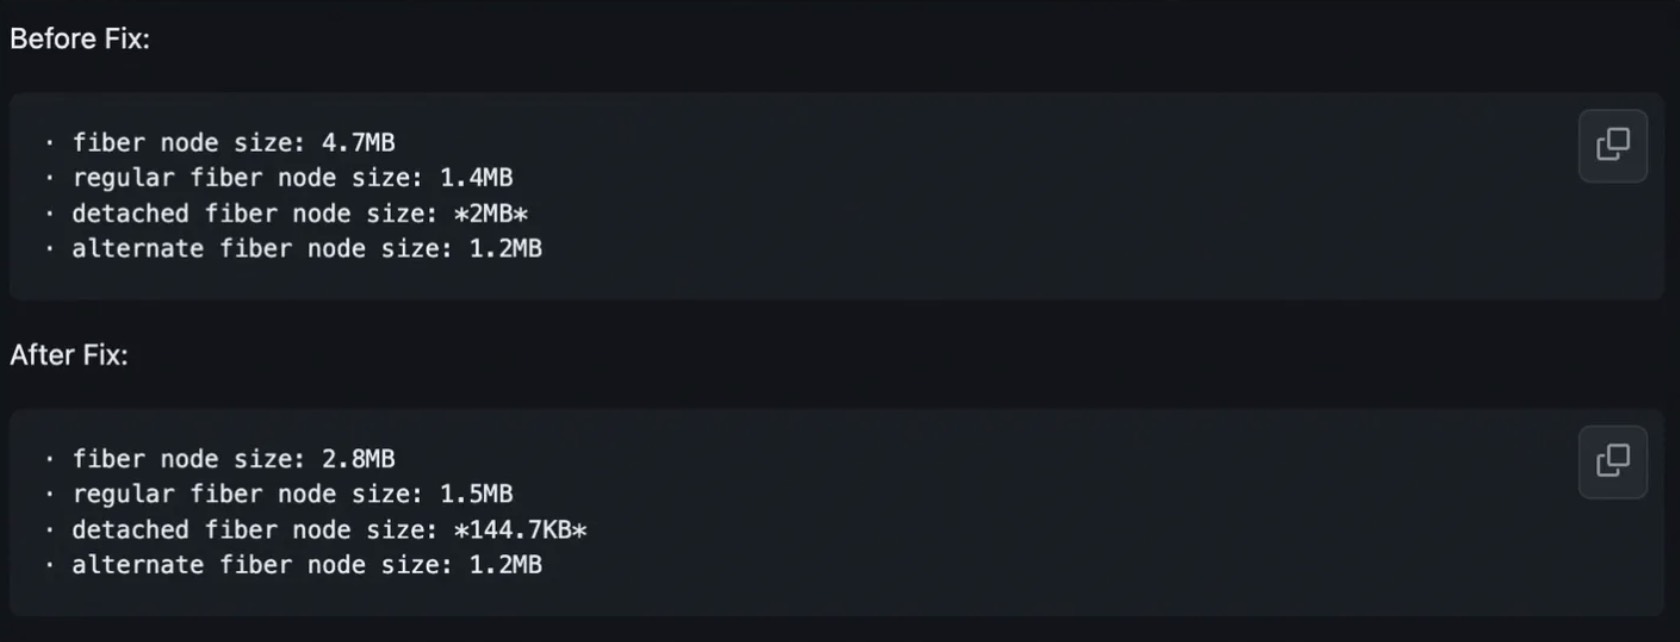 Before Fix:
· fiber node size: 4.7MB
· regular fiber node size: 1.4MB
· detached fiber node size: *2MB*
· alternate fiber node size: 1.2MB
After Fix:
· fiber node size: 2.8MB
· regular fiber node size: 1.5MB
· detached fiber node size: *144.7KB*
· alternate fiber node size: 1.2MB